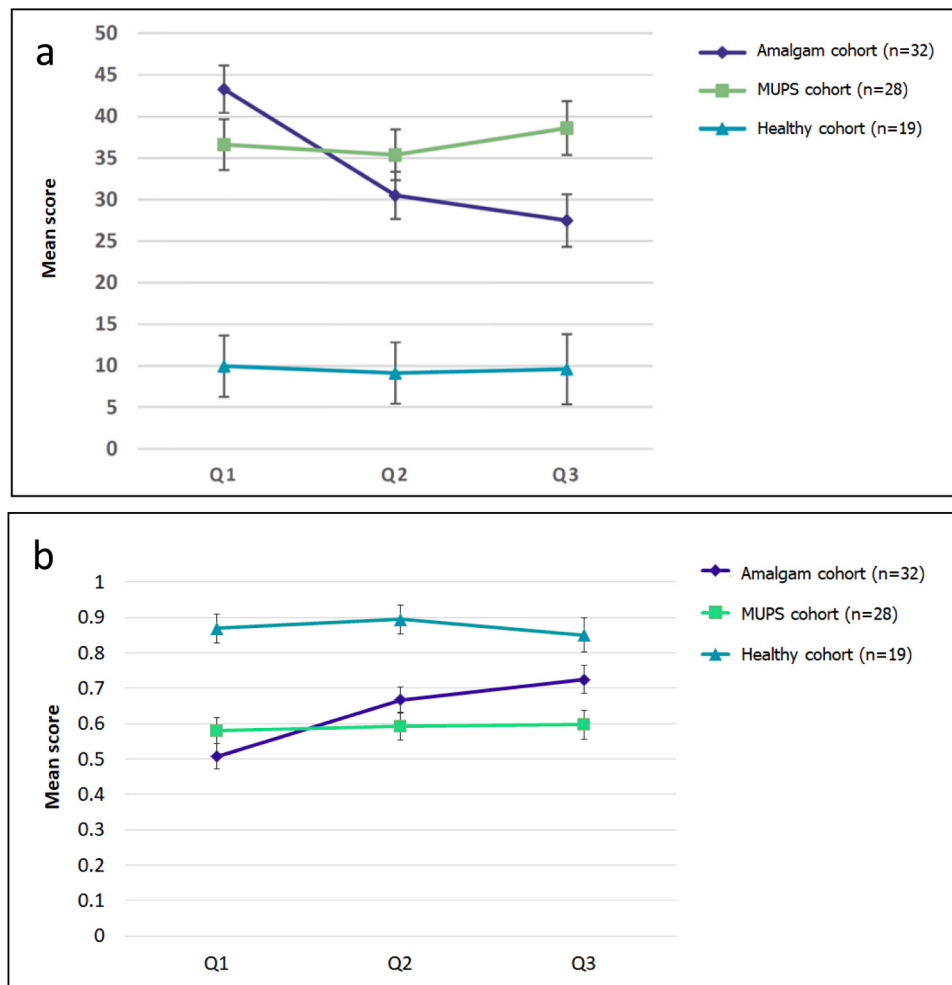 a
50
45
40
35
30
25
20
15
10
5
0
Mean score
Q1 Q2 Q3
Amalgam cohort (n=32)
MUPS cohort (n=28)
Healthy cohort (n=19)
b
1
0.9
0.8
0.7
0.6
0.5
0.4
0.3
0.2
0.1
0
Mean score
Q1 Q2 Q3
Amalgam cohort (n=32)
MUPS cohort (n=28)
Healthy cohort (n=19)